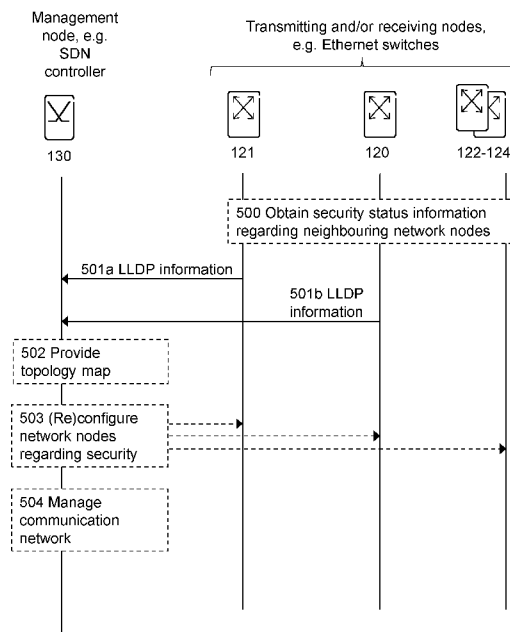 Management
node, e.g.
SDN
controller
Transmitting and/or receiving nodes,
e.g. Ethernet switches
130
121
120
122-124
500 Obtain security status information
regarding neighbouring network nodes
501a LLDP information
501b LLDP
information
502 Provide
topology map
503 (Re)configure
network nodes
regarding security
504 Manage
communication
network